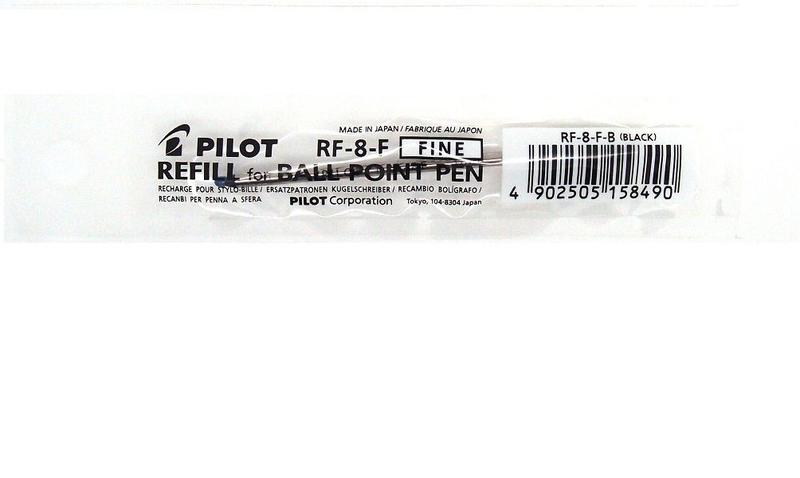 MADE IN JAPAN / FABRIQUE AU JAPON
PILOT RF-8-F FINE
REFILL for BALL POINT PEN
RECHARGE POUR STYLO-BILLE / ERSATZPATRONEN KUGELSCHREIBER / RECAMBIO BOLÍGRAFO /
RECANBI PER PENNA A SFERA PILOT Corporation Tokyo, 104-8304 Japan
RF-8-F-B (BLACK)
4 902505 158490